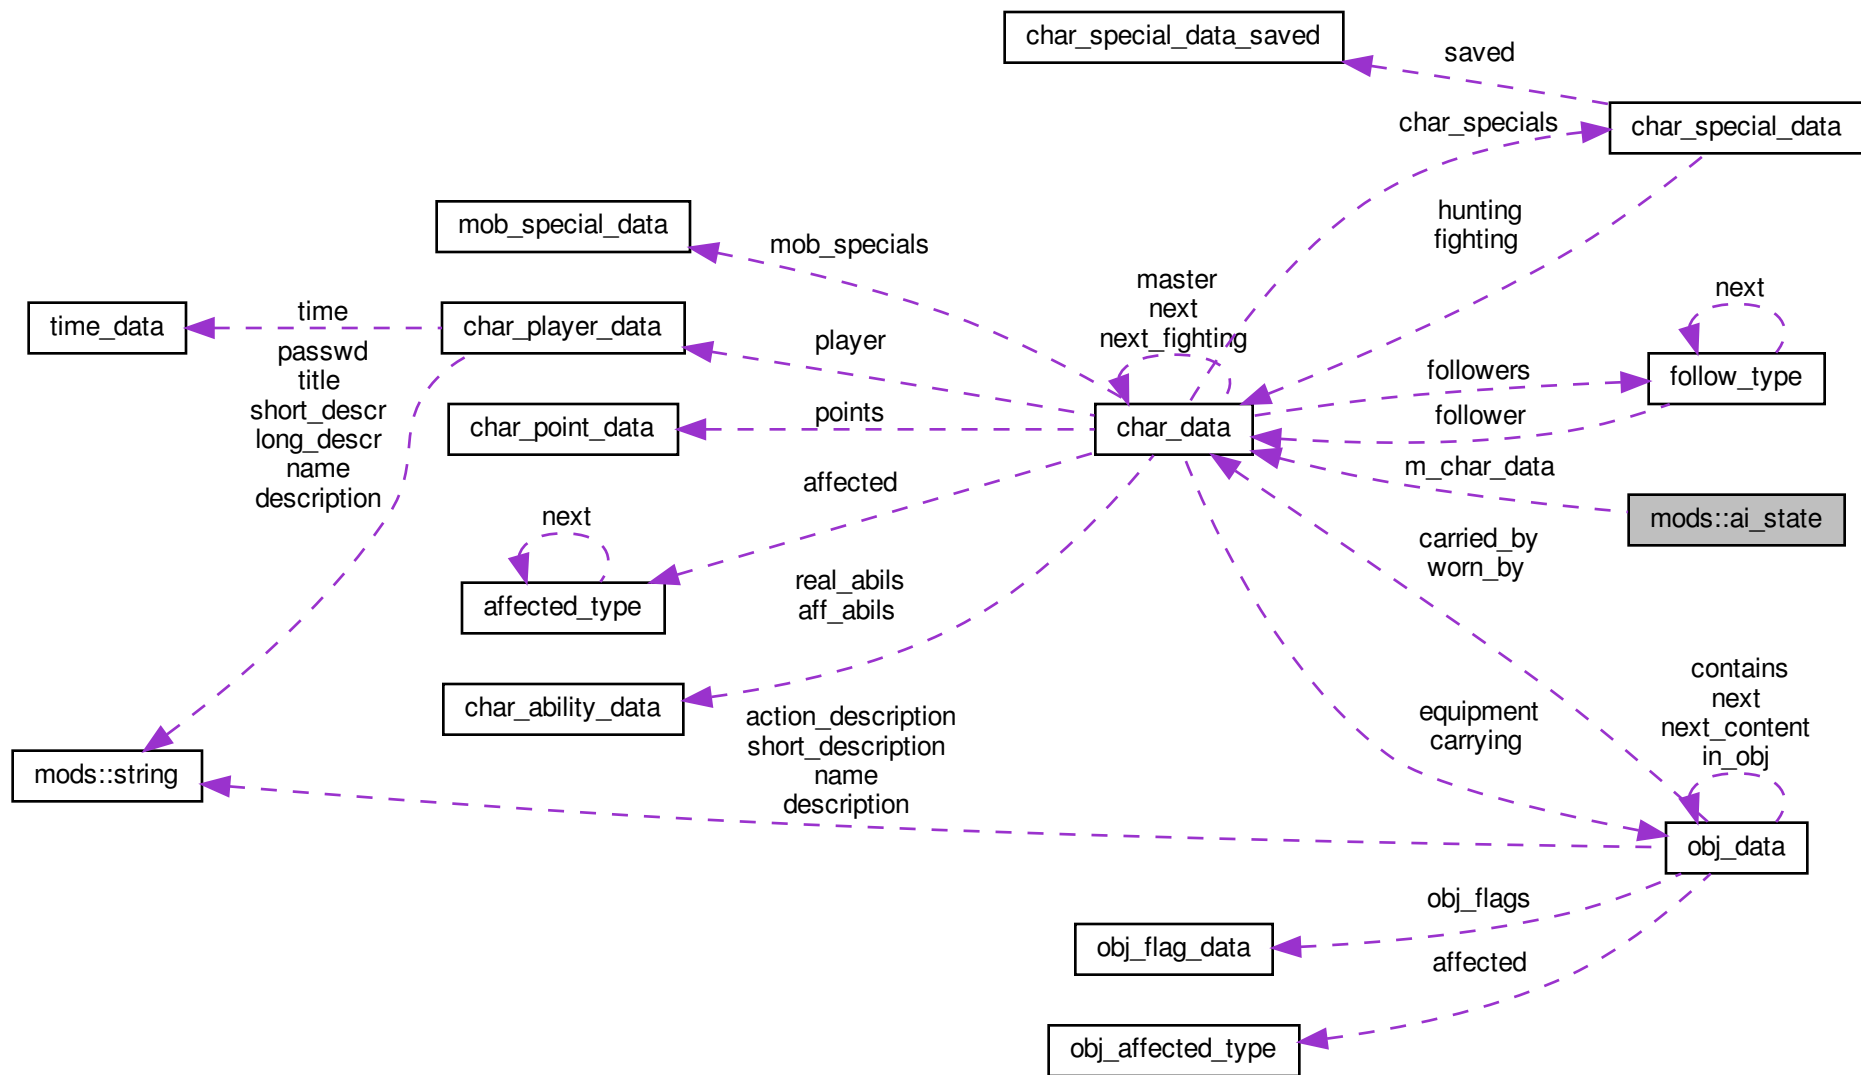 char_special_data_saved
saved
char_special_data
char_specials
hunting
fighting
mob_special_data
mob_specials
master
next
next_fighting
next
time_data
time
char_player_data
player
follow_type
followers
follower
passwd
title
short_descr
long_descr
name
description
char_point_data
points
char_data
m_char_data
mods::ai_state
affected
next
affected_type
carried_by
worn_by
real_abils
aff_abils
char_ability_data
contains
next
next_content
in_obj
equipment
carrying
action_description
short_description
name
description
mods::string
obj_data
obj_flags
obj_flag_data
affected
obj_affected_type